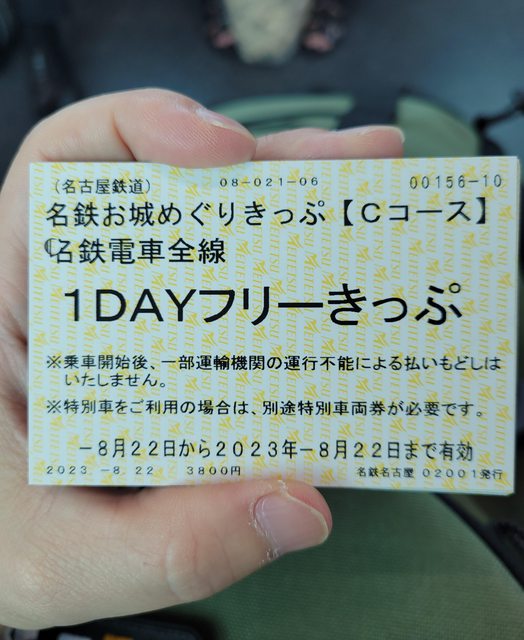 (名古屋鉄道) 08-021-06 00156-10
名鉄お城めぐりきっぷ【Cコース】
名鉄電車全線
1DAYフリーきっぷ
※乗車開始後、一部運輸機関の運行不能による払いもどしは
いたしません。
※特別車をご利用の場合は、別途特別車両券が必要です。
-8月22日から2023年-8月22日まで有効
2023 -8.22 3800円 名鉄名古屋 02001発行